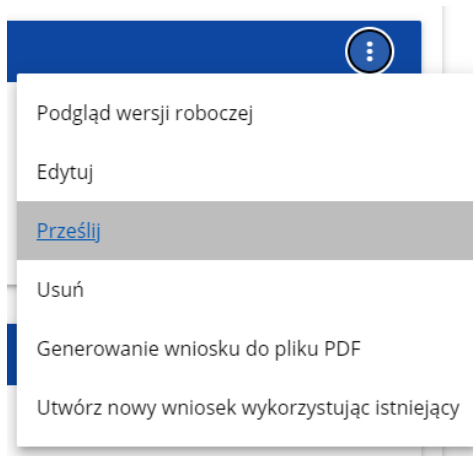 Podgląd wersji roboczej
Edytuj
Prześlij
Usuń
Generowanie wniosku do pliku PDF
Utwórz nowy wniosek wykorzystując istniejący